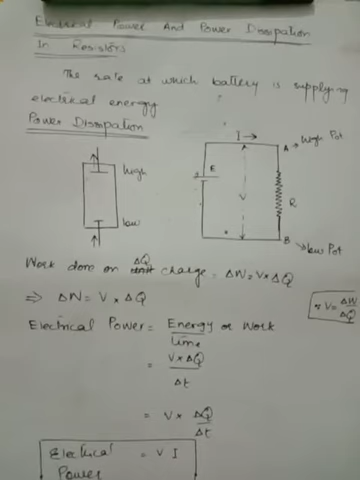 Electrical Power And Power Dissipation
In Resistors
The rate at which battery is supplying
electrical energy
Power Dissipation
I →
A → High Pot
high
E
V
R
low
B → low Pot
Work done on ΔQ charge = ΔW = V × ΔQ
⇒ ΔW = V × ΔQ
∵ V = ΔW/ΔQ
Electrical Power = Energy or Work
time
= V × ΔQ
Δt
= V × ΔQ
Δt
Electrical = V I
Power